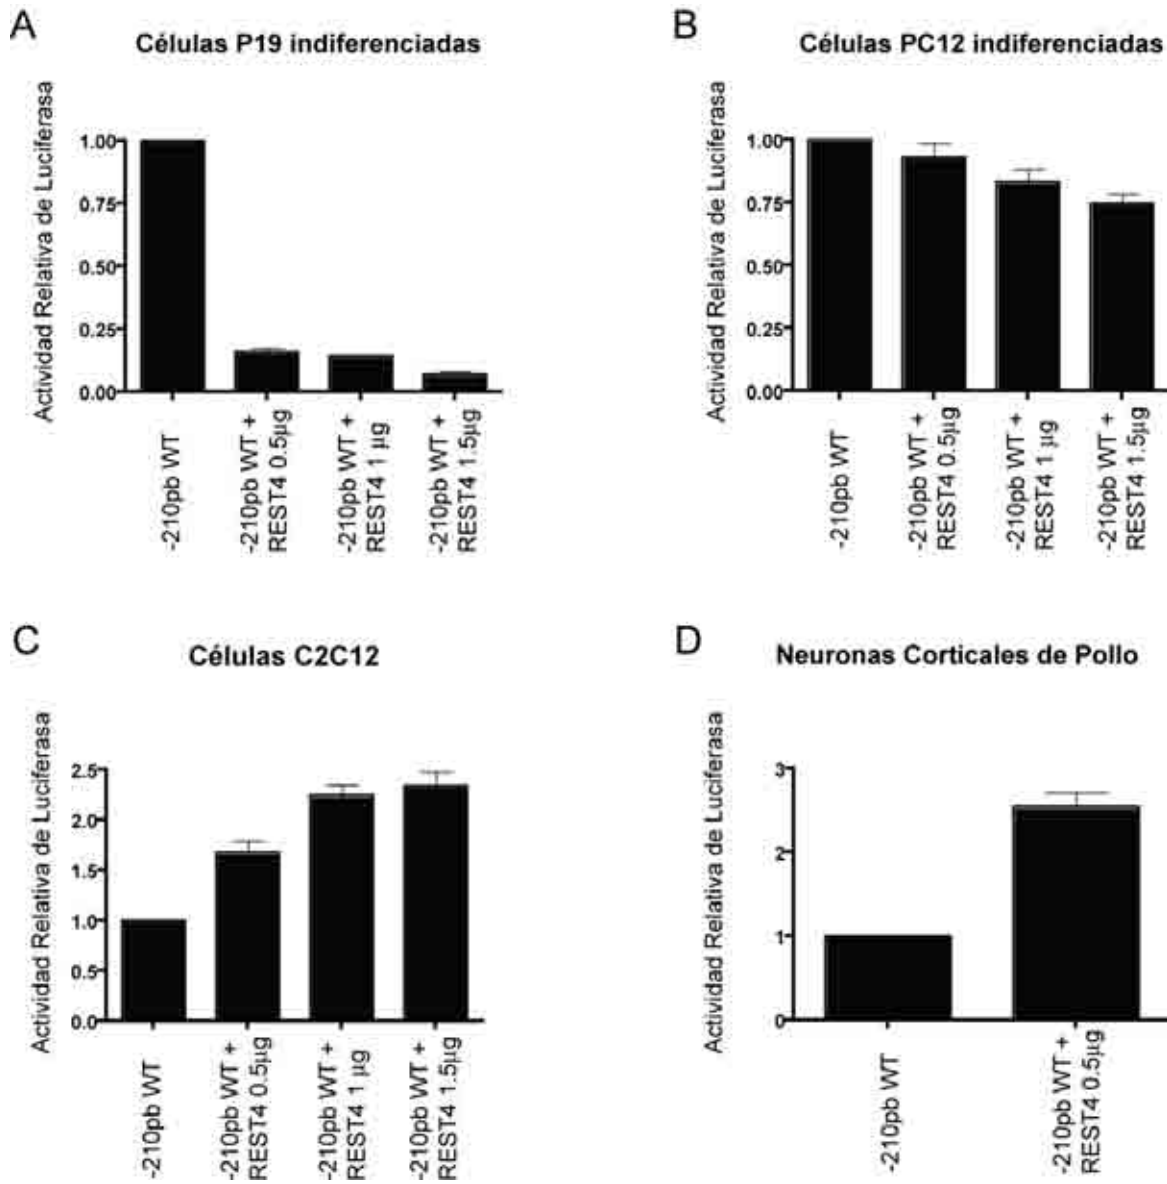 A
Células P19 indiferenciadas
Actividad Relativa de Luciferasa
1.00
0.75
0.50
0.25
0.00
-210pb WT
-210pb WT +
REST4 0.5µg
-210pb WT +
REST4 1 µg
-210pb WT +
REST4 1.5µg
B
Células PC12 indiferenciadas
Actividad Relativa de Luciferasa
1.00
0.75
0.50
0.25
0.00
-210pb WT
-210pb WT +
REST4 0.5µg
-210pb WT +
REST4 1 µg
-210pb WT +
REST4 1.5µg
C
Células C2C12
Actividad Relativa de Luciferasa
2.5
2.0
1.5
1.0
0.5
0.0
-210pb WT
-210pb WT +
REST4 0.5µg
-210pb WT +
REST4 1 µg
-210pb WT +
REST4 1.5µg
D
Neuronas Corticales de Pollo
Actividad Relativa de Luciferasa
3
2
1
0
-210pb WT
-210pb WT +
REST4 0.5µg